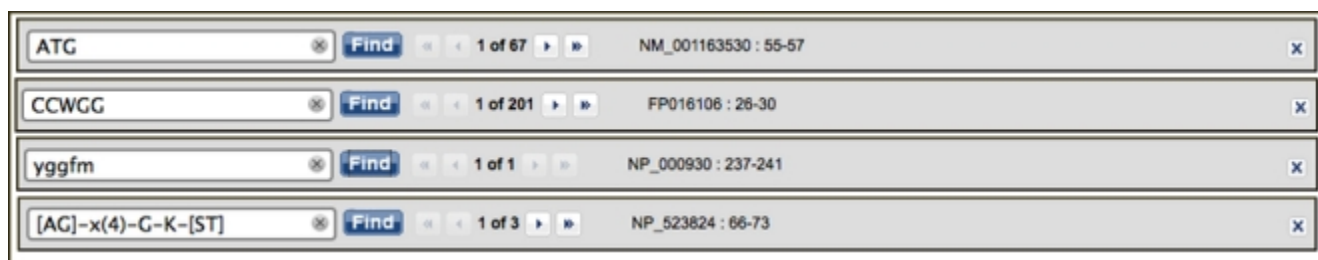 ATG Find 1 of 67 NM_001163530 : 55-57
CCWGG Find 1 of 201 FP016106 : 26-30
yggfm Find 1 of 1 NP_000930 : 237-241
[AG]-x(4)-G-K-[ST] Find 1 of 3 NP_523824 : 66-73